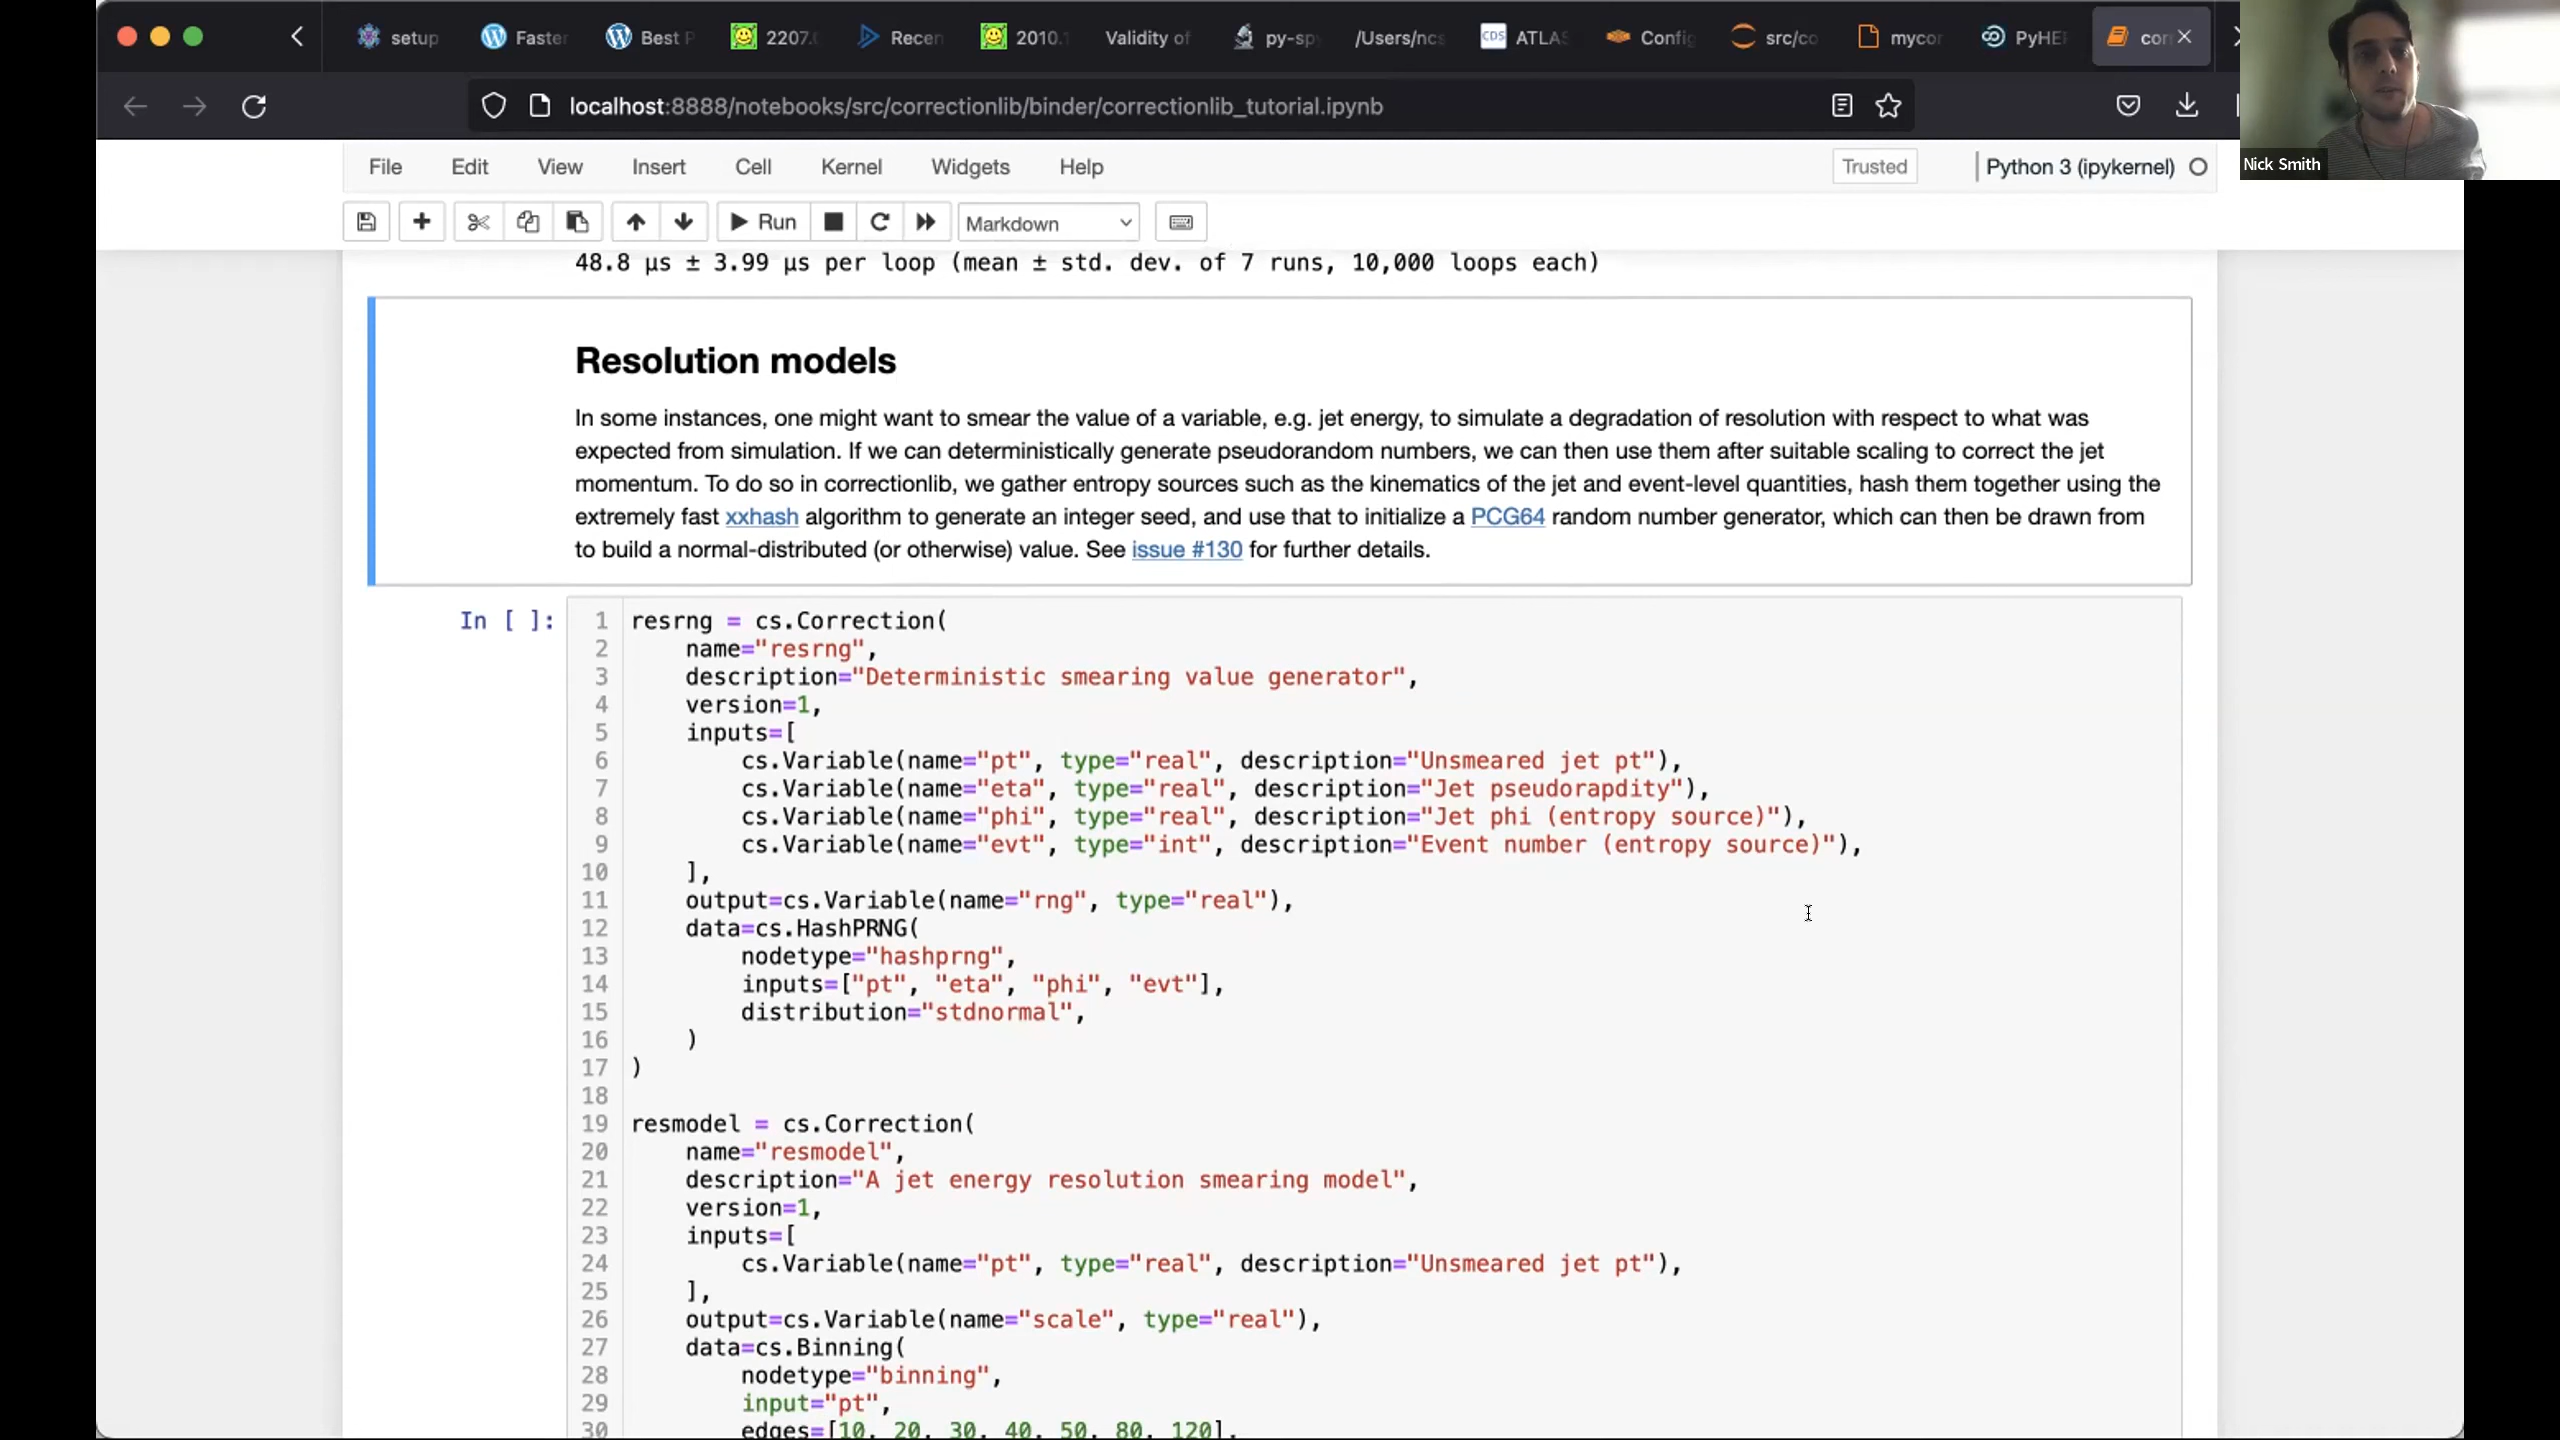 setup
Faster
Best P
2207.
Recen
2010.1
Validity of
py-sp
/Users/ncs
CDS
ATLAS
Config
src/co
mycor
PyHEP
cor
localhost:8888/notebooks/src/correctionlib/binder/correctionlib_tutorial.ipynb
Nick Smith
File Edit View Insert Cell Kernel Widgets Help
Trusted
Python 3 (ipykernel)
Run
Markdown
48.8 µs ± 3.99 µs per loop (mean ± std. dev. of 7 runs, 10,000 loops each)
Resolution models
In some instances, one might want to smear the value of a variable, e.g. jet energy, to simulate a degradation of resolution with respect to what was
expected from simulation. If we can deterministically generate pseudorandom numbers, we can then use them after suitable scaling to correct the jet
momentum. To do so in correctionlib, we gather entropy sources such as the kinematics of the jet and event-level quantities, hash them together using the
extremely fast xxhash algorithm to generate an integer seed, and use that to initialize a PCG64 random number generator, which can then be drawn from
to build a normal-distributed (or otherwise) value. See issue #130 for further details.
In [ ]:
1 resrng = cs.Correction(
2 name="resrng",
3 description="Deterministic smearing value generator",
4 version=1,
5 inputs=[
6 cs.Variable(name="pt", type="real", description="Unsmeared jet pt"),
7 cs.Variable(name="eta", type="real", description="Jet pseudorapdity"),
8 cs.Variable(name="phi", type="real", description="Jet phi (entropy source)"),
9 cs.Variable(name="evt", type="int", description="Event number (entropy source)"),
10 ],
11 output=cs.Variable(name="rng", type="real"),
12 data=cs.HashPRNG(
13 nodetype="hashprng",
14 inputs=["pt", "eta", "phi", "evt"],
15 distribution="stdnormal",
16 )
17 )
18
19 resmodel = cs.Correction(
20 name="resmodel",
21 description="A jet energy resolution smearing model",
22 version=1,
23 inputs=[
24 cs.Variable(name="pt", type="real", description="Unsmeared jet pt"),
25 ],
26 output=cs.Variable(name="scale", type="real"),
27 data=cs.Binning(
28 nodetype="binning",
29 input="pt",
30 edges=[10, 20, 30, 40, 50, 80, 120],